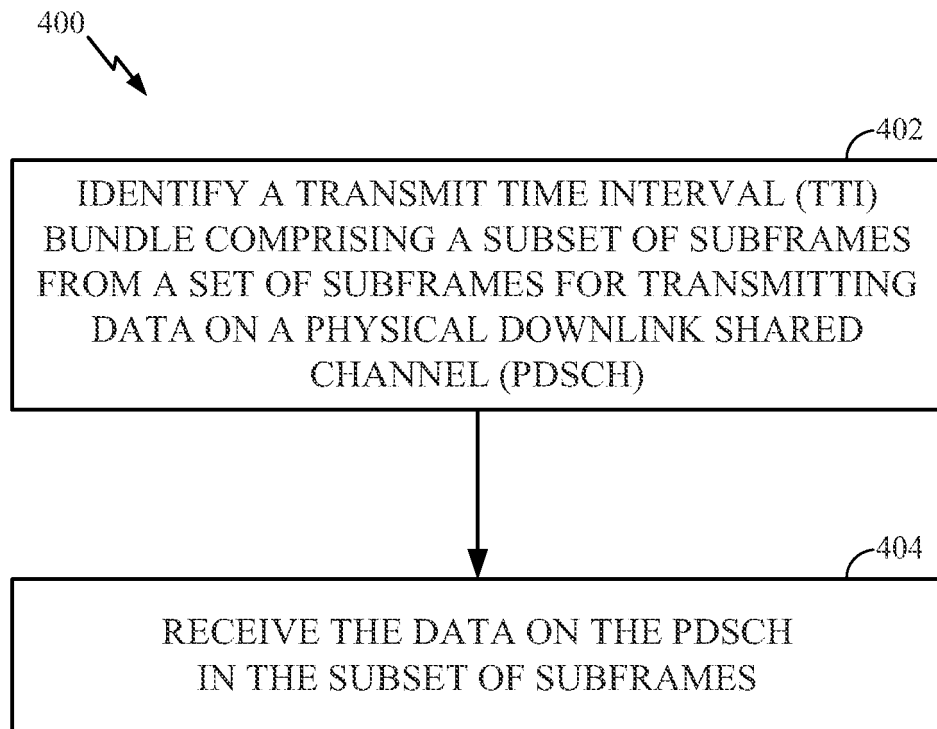 400
402
IDENTIFY A TRANSMIT TIME INTERVAL (TTI)
BUNDLE COMPRISING A SUBSET OF SUBFRAMES
FROM A SET OF SUBFRAMES FOR TRANSMITTING
DATA ON A PHYSICAL DOWNLINK SHARED
CHANNEL (PDSCH)
404
RECEIVE THE DATA ON THE PDSCH
IN THE SUBSET OF SUBFRAMES